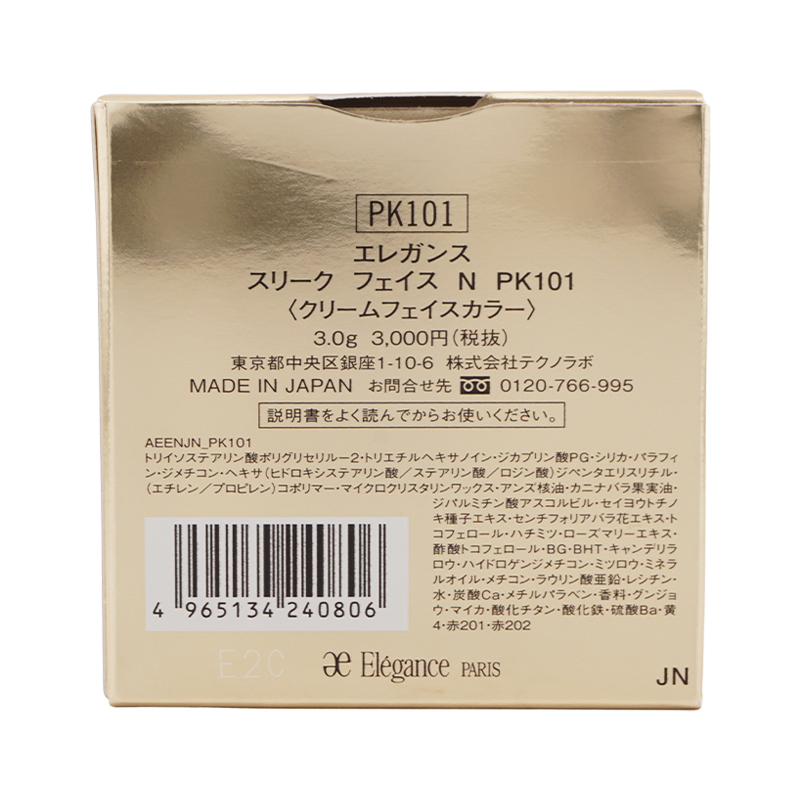 PK101
エレガンス
スリーク フェイス N PK101
〈クリームフェイスカラー〉
3.0g 3,000円(税抜)
東京都中央区銀座1-10-6 株式会社テクノラボ
MADE IN JAPAN お問合せ先 0120-766-995
説明書をよく読んでからお使いください。
AEENJN_PK101
トリイソステアリン酸ポリグリセリル-2・トリエチルヘキサノイン・ジカプリン酸PG・シリカ・パラフィ
ン・ジメチコン・ヘキサ(ヒドロキシステアリン酸/ステアリン酸/ロジン酸)ジペンタエリスリチル・
(エチレン/プロピレン)コポリマー・マイクロクリスタリンワックス・アンズ核油・カニナバラ果実油・
ジパルミチン酸アスコルビル・セイヨウトチノ
キ種子エキス・センチフォリアバラ花エキス・ト
コフェロール・ハチミツ・ローズマリーエキス・
酢酸トコフェロール・BG・BHT・キャンデリラ
ロウ・ハイドロゲンジメチコン・ミツロウ・ミネラ
ルオイル・メチコン・ラウリン酸亜鉛・レシチン・
水・炭酸Ca・メチルパラベン・香料・グンジョ
ウ・マイカ・酸化チタン・酸化鉄・硫酸Ba・黄
4・赤201・赤202
4 965134 240806
E2C
æ Elégance PARIS
JN